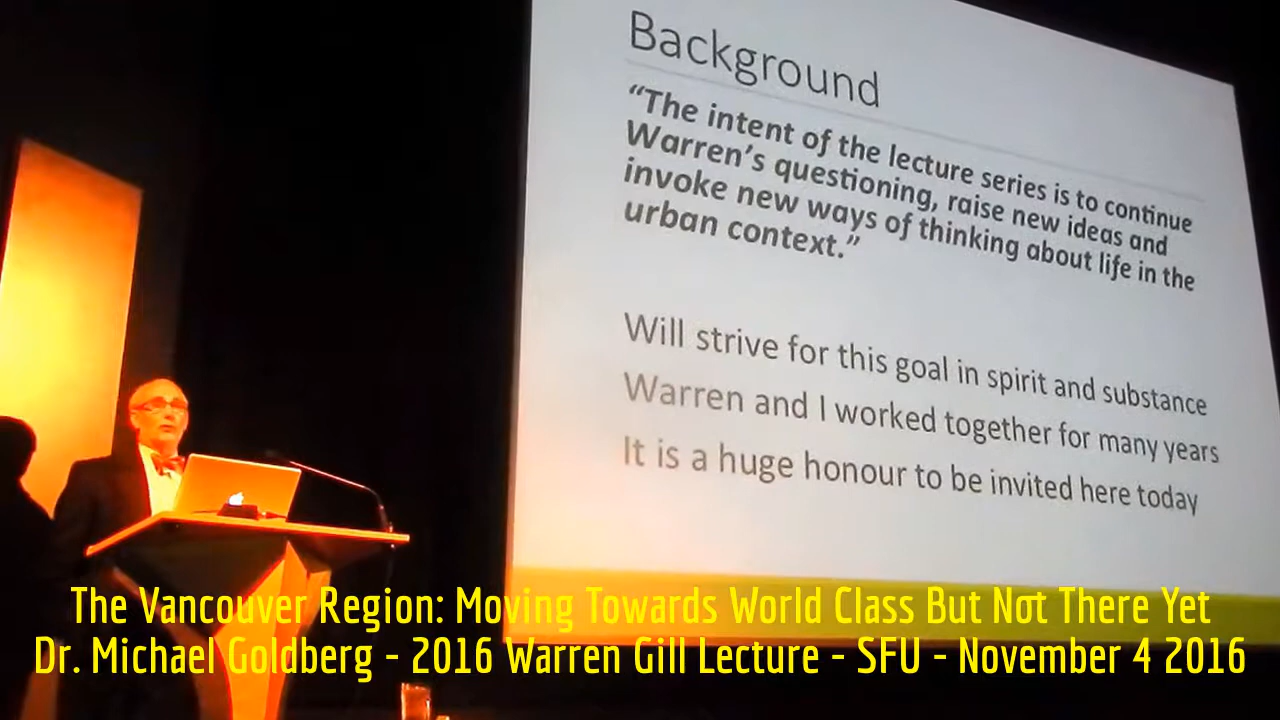 Background
“The intent of the lecture series is to continue
Warren’s questioning, raise new ideas and
invoke new ways of thinking about life in the
urban context.”
Will strive for this goal in spirit and substance
Warren and I worked together for many years
It is a huge honour to be invited here today
The Vancouver Region: Moving Towards World Class But Not There Yet
Dr. Michael Goldberg - 2016 Warren Gill Lecture - SFU - November 4 2016